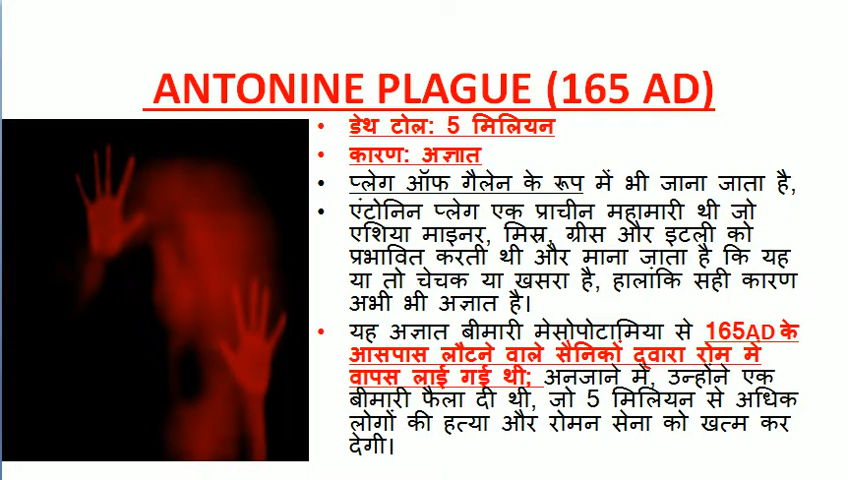 ANTONINE PLAGUE (165 AD)
• डेथ टोल: 5 मिलियन
• कारण: अज्ञात
• प्लेग ऑफ गैलेन के रूप में भी जाना जाता है,
• एंटोनिन प्लेग एक प्राचीन महामारी थी जो
एशिया माइनर, मिस्र, ग्रीस और इटली को
प्रभावित करती थी और माना जाता है कि यह
या तो चेचक या खसरा है, हालांकि सही कारण
अभी भी अज्ञात है।
• यह अज्ञात बीमारी मेसोपोटामिया से 165AD के
आसपास लौटने वाले सैनिकों द्वारा रोम मे
वापस लाई गई थी; अनजाने में, उन्होंने एक
बीमारी फैला दी थी, जो 5 मिलियन से अधिक
लोगों की हत्या और रोमन सेना को खत्म कर
देगी।